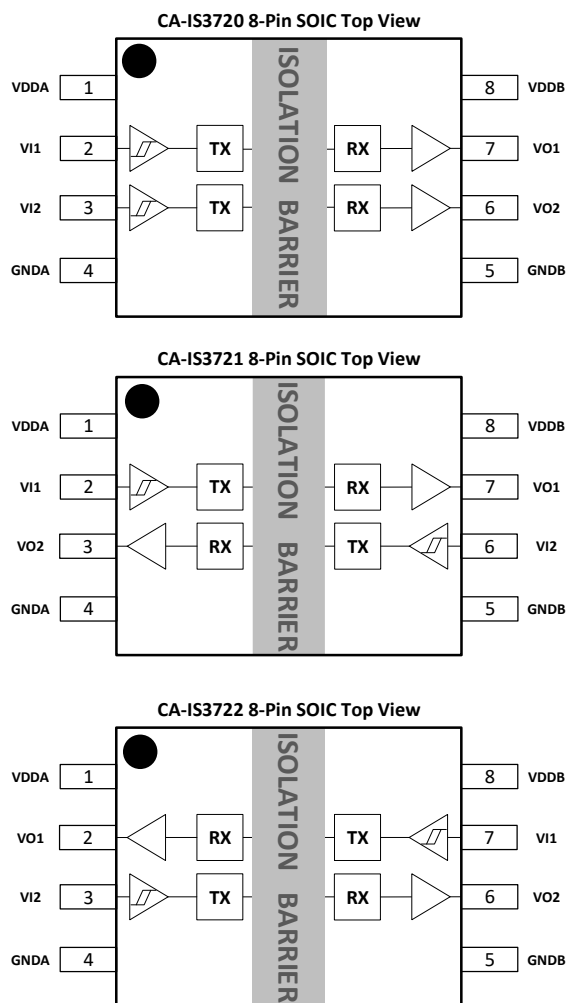 CA-IS3720 8-Pin SOIC Top View
VDDA 1 8 VDDB
VI1 2 TX RX 7 VO1
VI2 3 TX RX 6 VO2
GNDA 4 5 GNDB
ISOLATION BARRIER
CA-IS3721 8-Pin SOIC Top View
VDDA 1 8 VDDB
VI1 2 TX RX 7 VO1
VO2 3 RX TX 6 VI2
GNDA 4 5 GNDB
ISOLATION BARRIER
CA-IS3722 8-Pin SOIC Top View
VDDA 1 8 VDDB
VO1 2 RX TX 7 VI1
VI2 3 TX RX 6 VO2
GNDA 4 5 GNDB
ISOLATION BARRIER